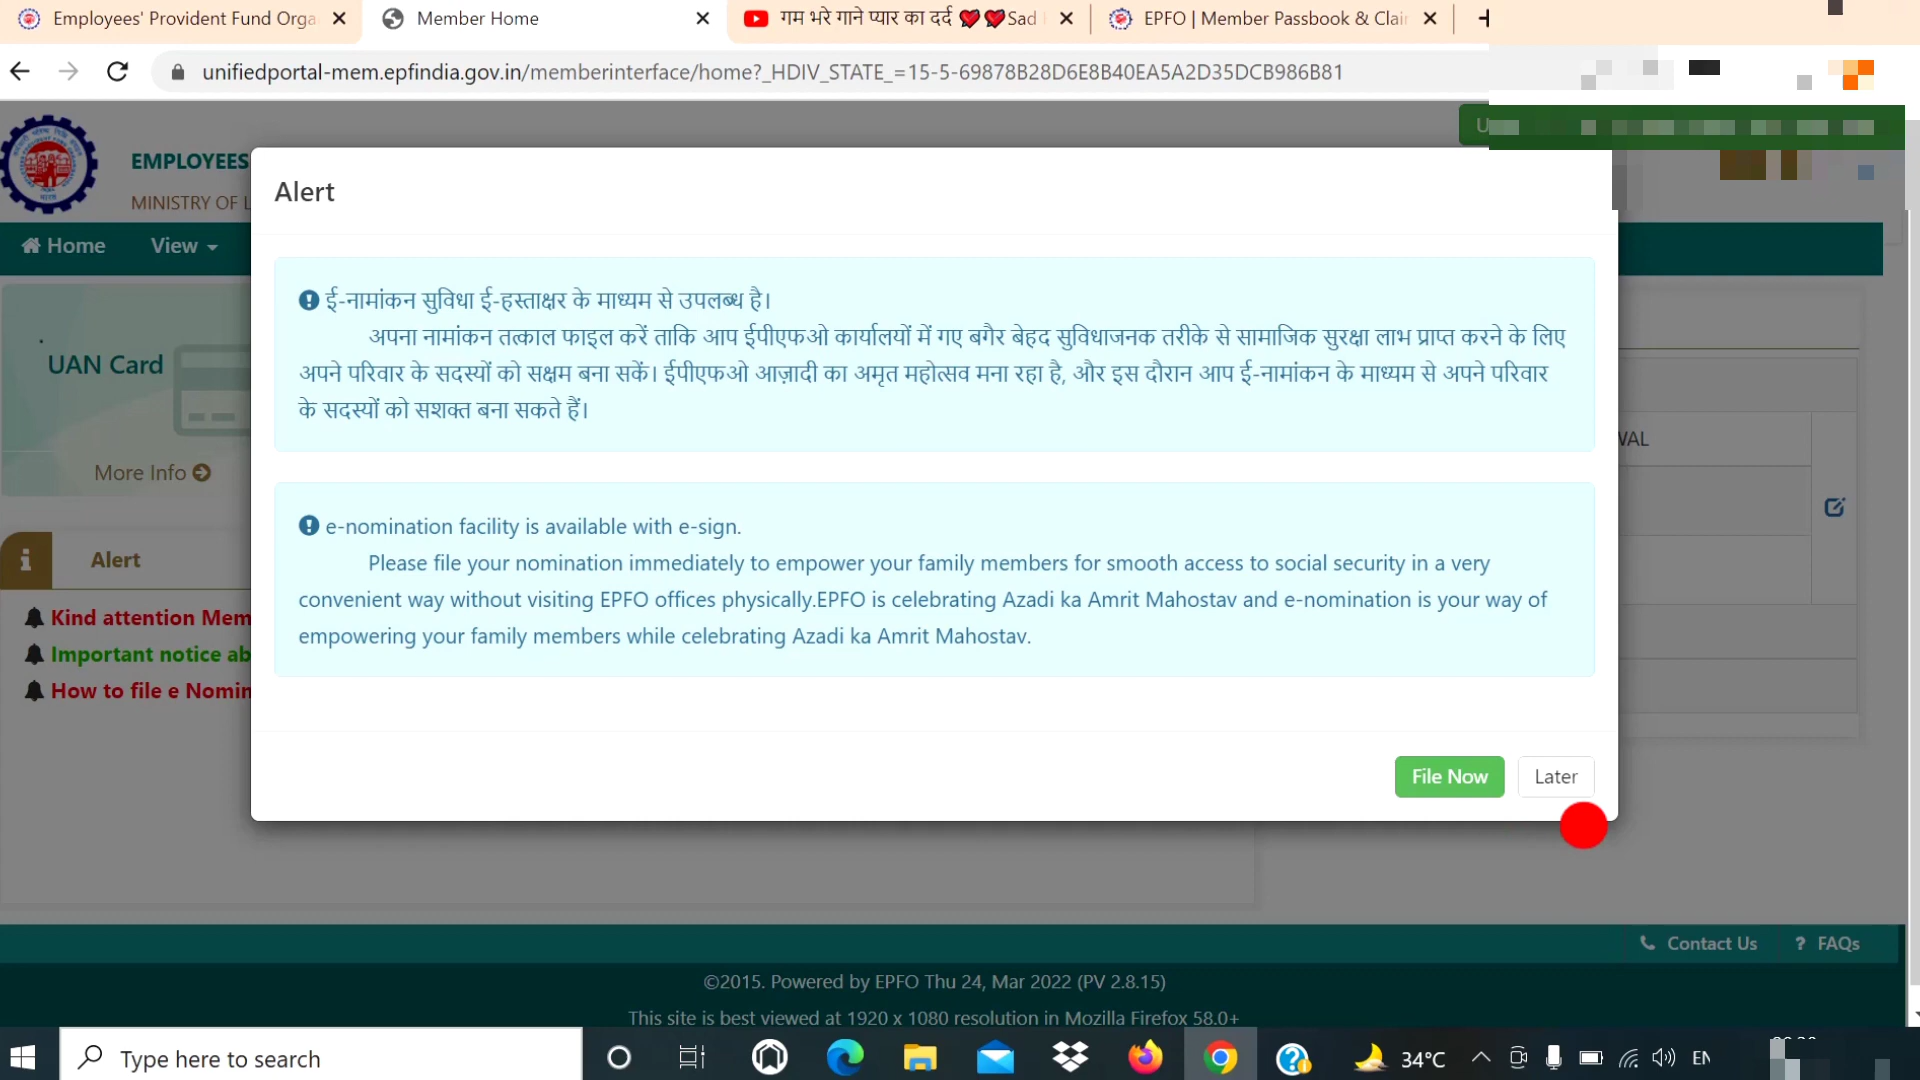 Employees' Provident Fund Orga
Member Home
गम भरे गाने प्यार का दर्द ❤️❤️Sad
EPFO | Member Passbook & Clai
unifiedportal-mem.epfindia.gov.in/memberinterface/home?_HDIV_STATE_=15-5-69878B28D6E8B40EA5A2D35DCB986B81
EMPLOYEES
MINISTRY OF L
Home
View
Alert
ई-नामांकन सुविधा ई-हस्ताक्षर के माध्यम से उपलब्ध है।
अपना नामांकन तत्काल फाइल करें ताकि आप ईपीएफओ कार्यालयों में गए बगैर बेहद सुविधाजनक तरीके से सामाजिक सुरक्षा लाभ प्राप्त करने के लिए
अपने परिवार के सदस्यों को सक्षम बना सकें। ईपीएफओ आज़ादी का अमृत महोत्सव मना रहा है, और इस दौरान आप ई-नामांकन के माध्यम से अपने परिवार
के सदस्यों को सशक्त बना सकते हैं।
e-nomination facility is available with e-sign.
Please file your nomination immediately to empower your family members for smooth access to social security in a very
convenient way without visiting EPFO offices physically.EPFO is celebrating Azadi ka Amrit Mahostav and e-nomination is your way of
empowering your family members while celebrating Azadi ka Amrit Mahostav.
File Now
Later
UAN Card
More Info
WAL
Alert
Kind attention Mem
Important notice ab
How to file e Nomin
Contact Us
? FAQs
©2015. Powered by EPFO Thu 24, Mar 2022 (PV 2.8.15)
This site is best viewed at 1920 x 1080 resolution in Mozilla Firefox 58.0+
Type here to search
34°C
EN